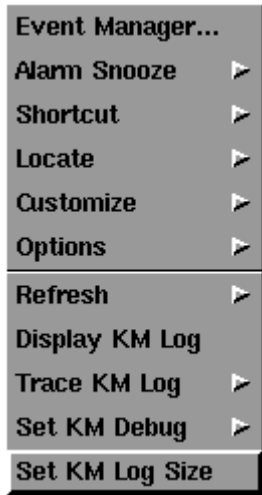 Event Manager...
Alarm Snooze
Shortcut
Locate
Customize
Options
Refresh
Display KM Log
Trace KM Log
Set KM Debug
Set KM Log Size